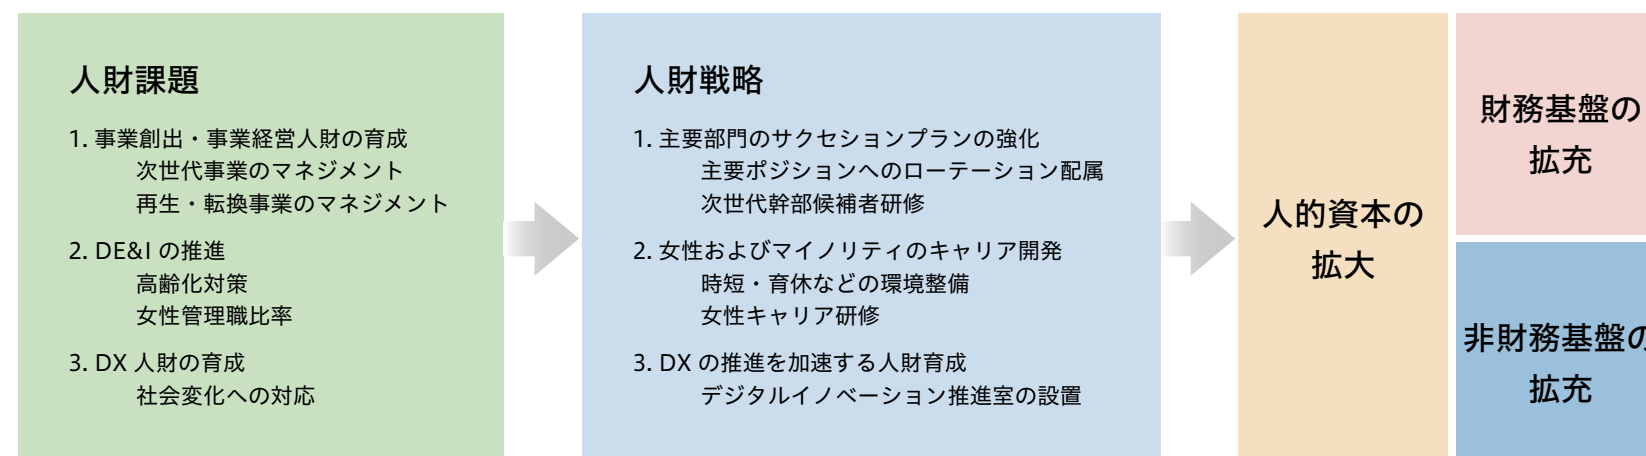 人財課題
1. 事業創出・事業経営人財の育成
次世代事業のマネジメント
再生・転換事業のマネジメント
2. DE&I の推進
高齢化対策
女性管理職比率
3. DX 人財の育成
社会変化への対応
人財戦略
1. 主要部門のサクセションプランの強化
主要ポジションへのローテーション配属
次世代幹部候補者研修
2. 女性およびマイノリティのキャリア開発
時短・育休などの環境整備
女性キャリア研修
3. DX の推進を加速する人財育成
デジタルイノベーション推進室の設置
人的資本の
拡大
財務基盤の
拡充
非財務基盤の
拡充